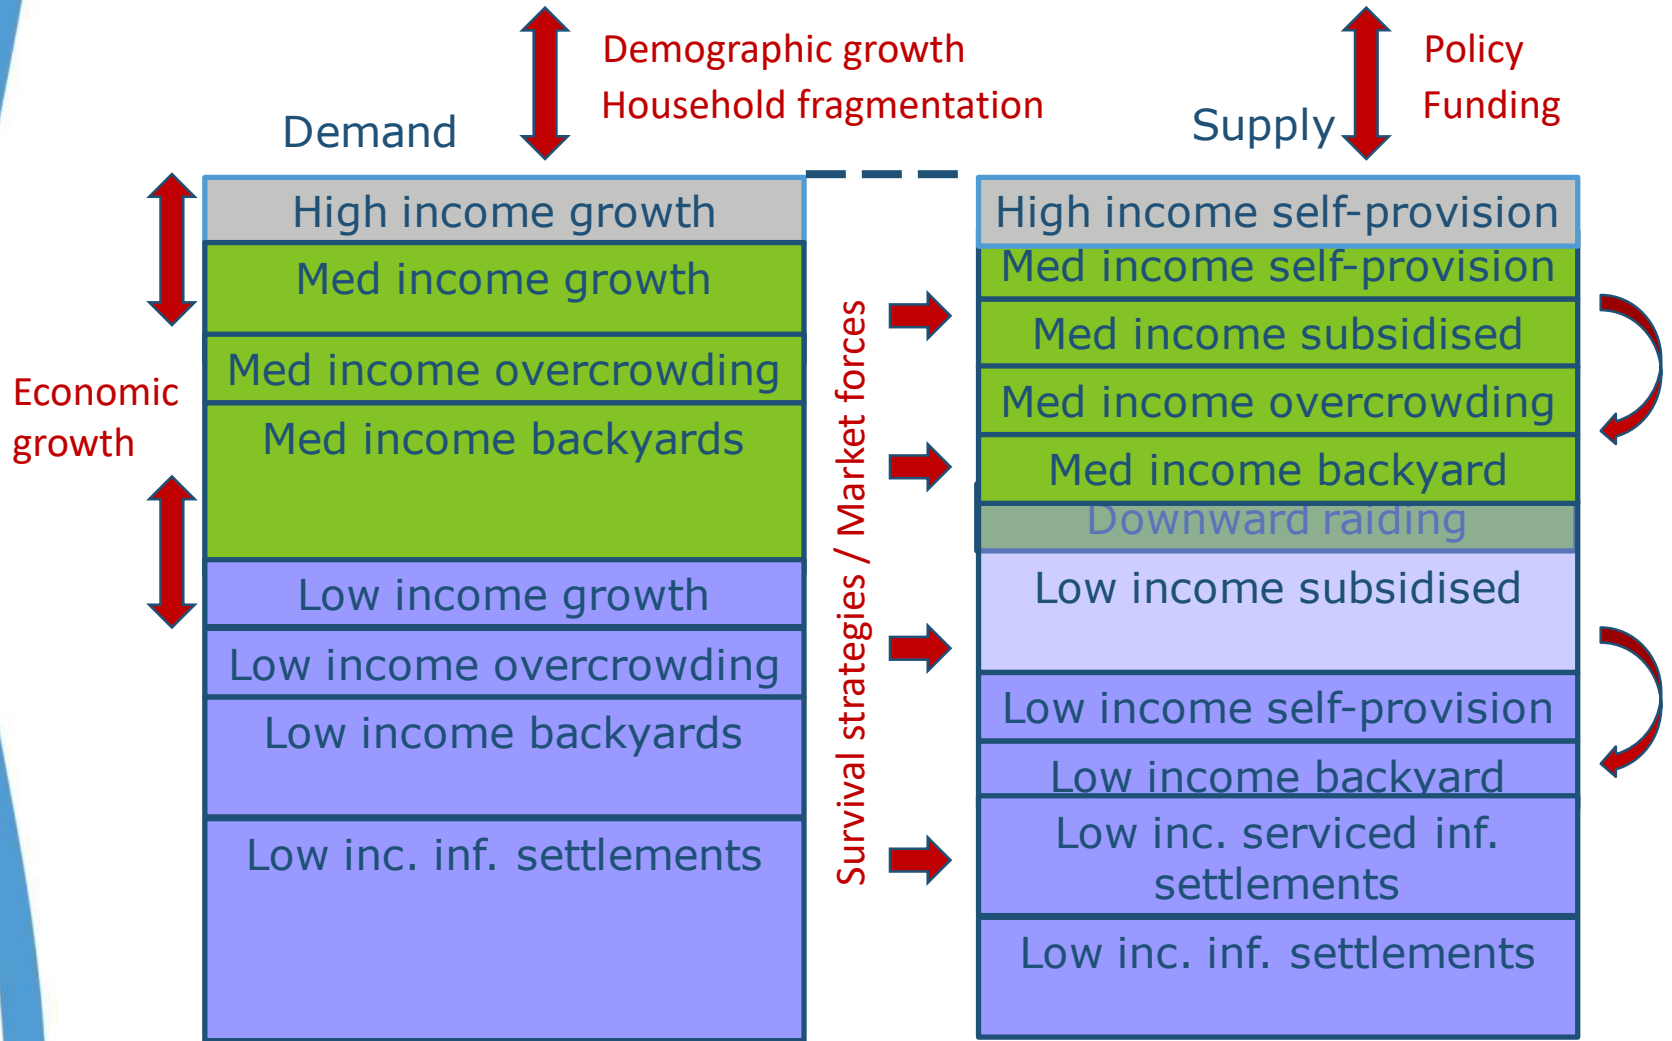 Demographic growth
Household fragmentation
Policy
Funding
Demand
Supply
High income growth
Med income growth
Med income overcrowding
Med income backyards
Low income growth
Low income overcrowding
Low income backyards
Low inc. inf. settlements
Economic
growth
Survival strategies / Market forces
High income self-provision
Med income self-provision
Med income subsidised
Med income overcrowding
Med income backyard
Downward raiding
Low income subsidised
Low income self-provision
Low income backyard
Low inc. serviced inf.
settlements
Low inc. inf. settlements